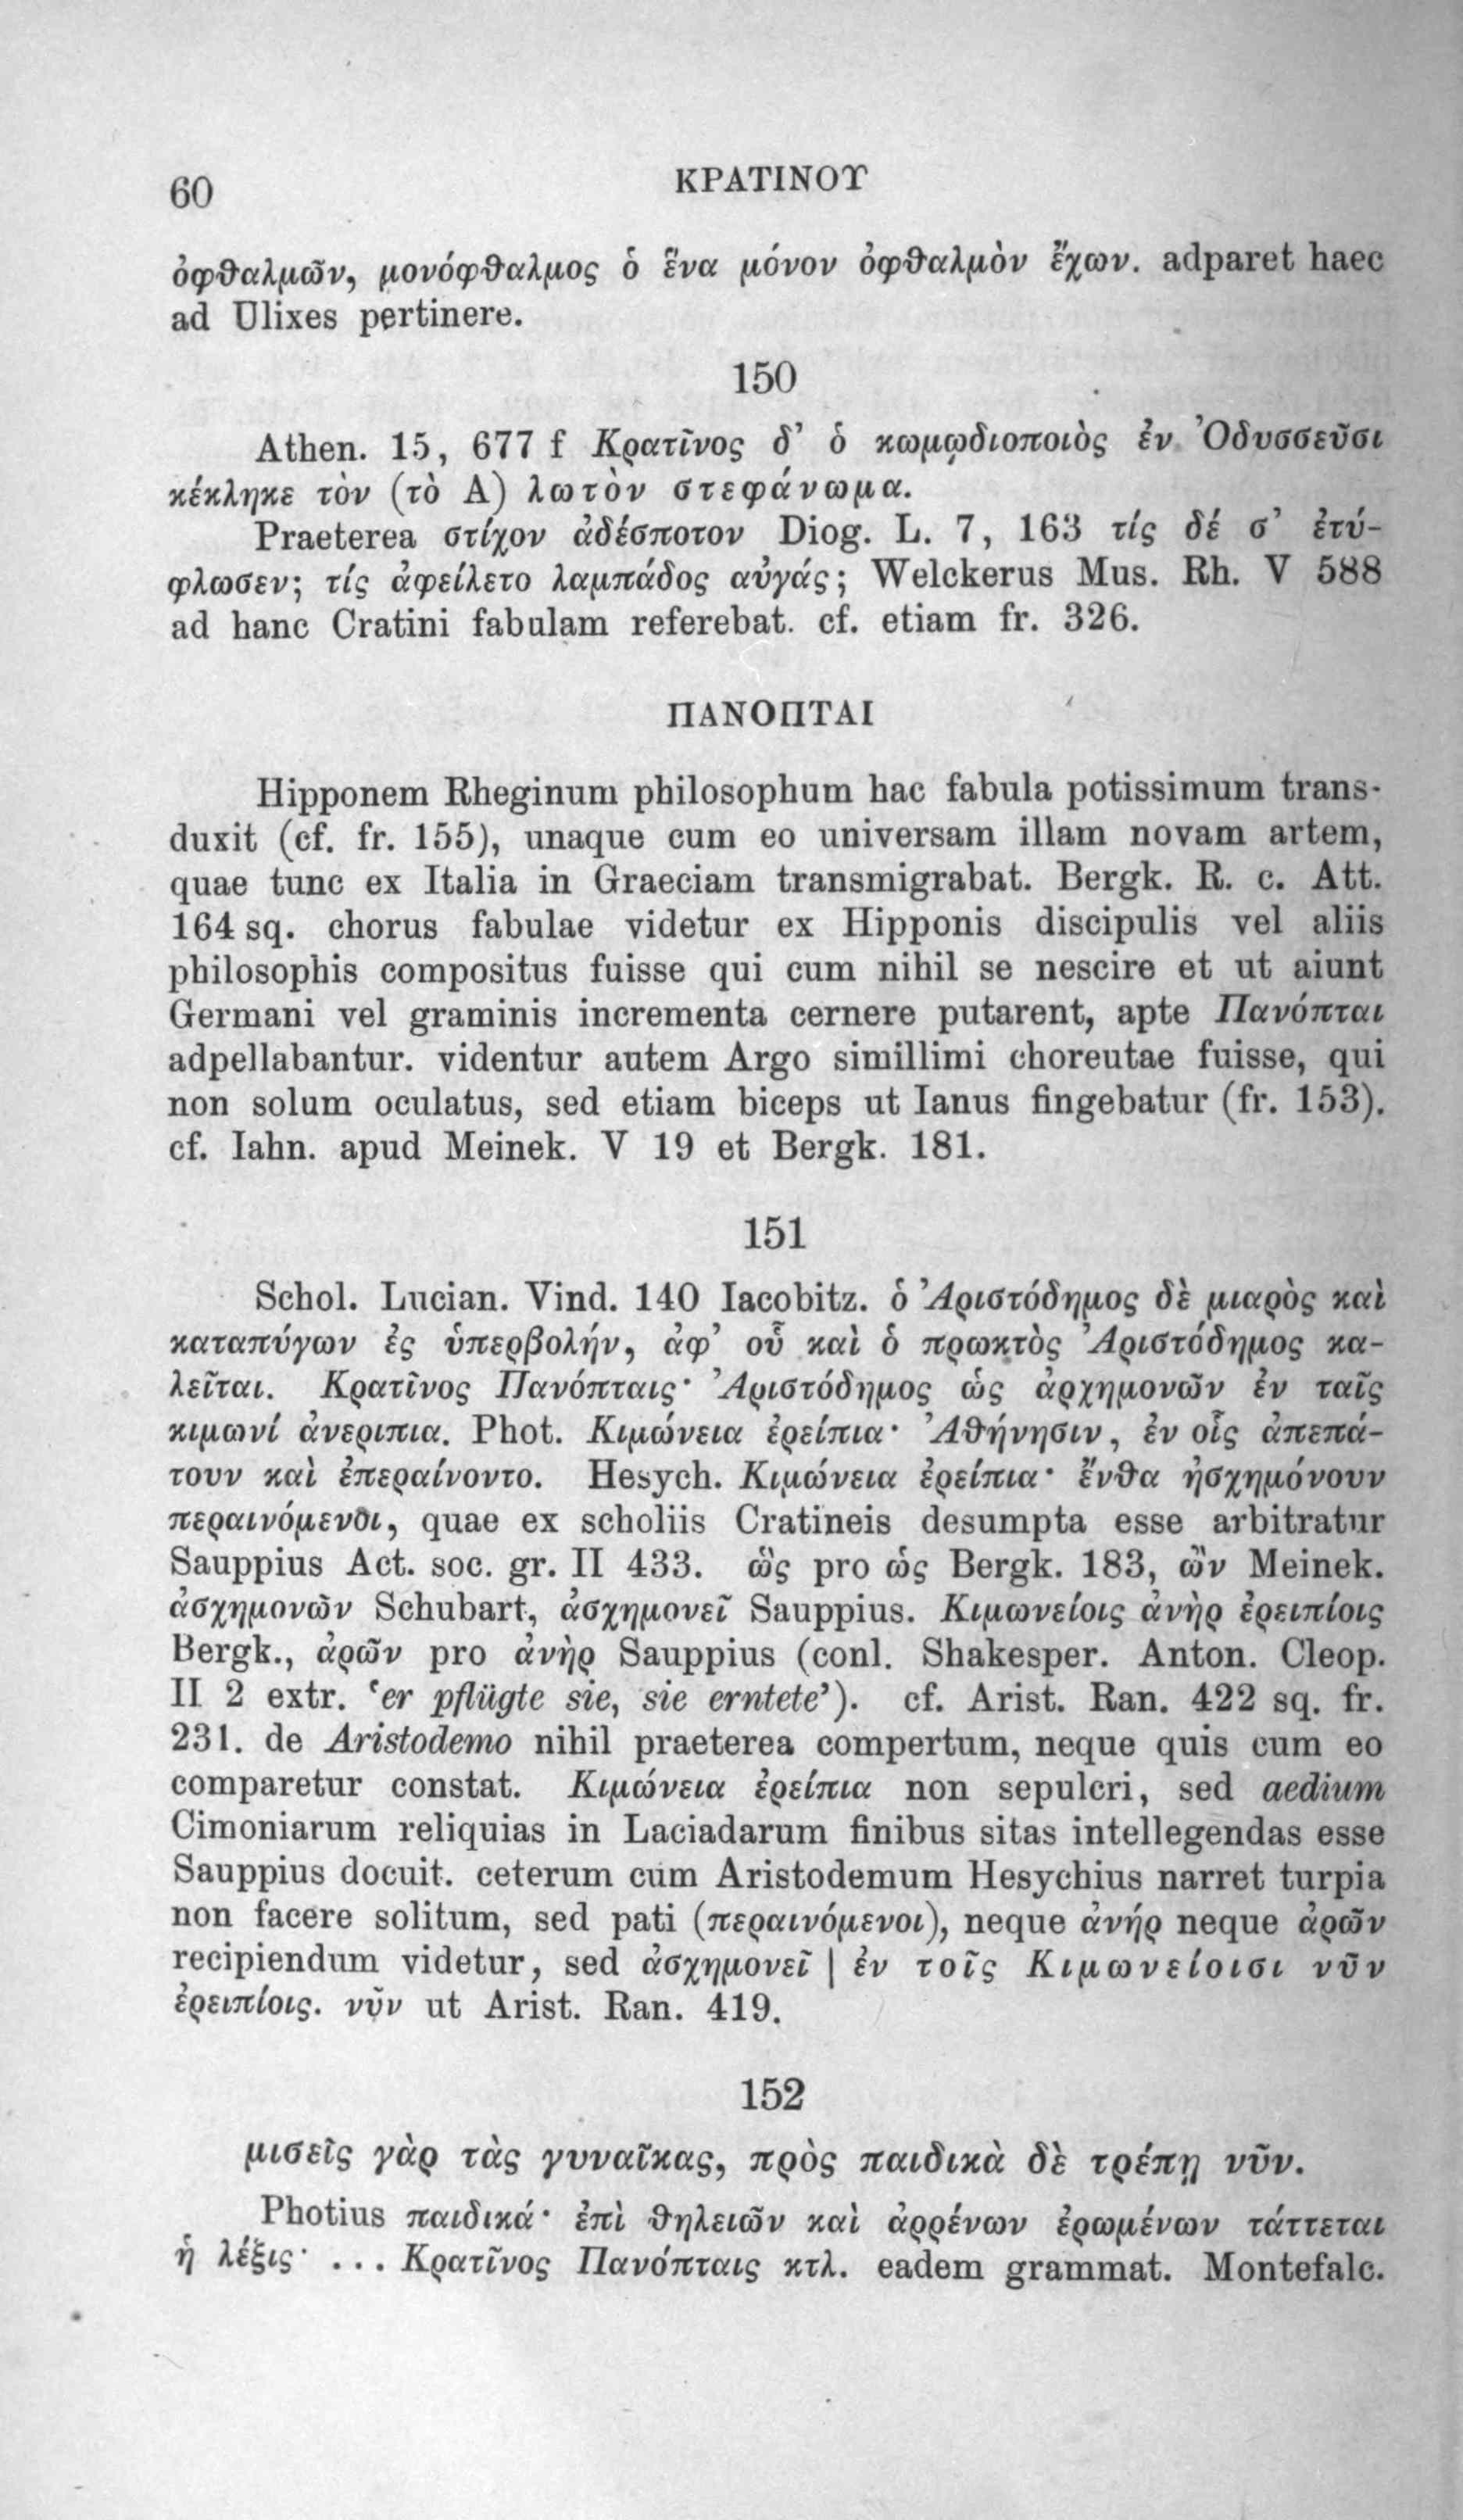 60
ΚΡΑΤΙΝΟΥ
ὀφθαλμῶν, μονόφθαλμος ὁ ἕνα μόνον ὀφθαλμὸν ἔχων. adparet haec
ad Ulixes pertinere.
150
Athen. 15, 677 f Κρατῖνος δ’ ὁ κωμῳδιοποιὸς ἐν Ὀδυσσεῦσι
κέκληκε τὸν (τὸ A) λωτὸν στεφάνωμα.
Praeterea στίχον ἀδέσποτον Diog. L. 7, 163 τίς δέ σ’ ἐτύ-
φλωσεν; τίς ἀφείλετο λαμπάδος αὐγάς; Welckerus Mus. Rh. V 588
ad hanc Cratini fabulam referebat. cf. etiam fr. 326.
ΠΑΝΟΠΤΑΙ
Hipponem Rheginum philosophum hac fabula potissimum trans-
duxit (cf. fr. 155), unaque cum eo universam illam novam artem,
quae tunc ex Italia in Graeciam transmigrabat. Bergk. R. c. Att.
164 sq. chorus fabulae videtur ex Hipponis discipulis vel aliis
philosophis compositus fuisse qui cum nihil se nescire et ut aiunt
Germani vel graminis incrementa cernere putarent, apte Πανόπται
adpellabantur. videntur autem Argo simillimi choreutae fuisse, qui
non solum oculatus, sed etiam biceps ut Ianus fingebatur (fr. 153).
cf. Iahn. apud Meinek. V 19 et Bergk. 181.
151
Schol. Lucian. Vind. 140 Iacobitz. ὁ Ἀριστόδημος δὲ μιαρὸς καὶ
καταπύγων ἐς ὑπερβολήν, ἀφ’ οὗ καὶ ὁ πρωκτὸς Ἀριστόδημος κα-
λεῖται. Κρατῖνος Πανόπταις· Ἀριστόδημος ὡς ἀρχημονῶν ἐν ταῖς
κιμωνί ἀνεριπια. Phot. Κιμώνεια ἐρείπια· Ἀθήνησιν, ἐν οἷς ἀπεπά-
τουν καὶ ἐπεραίνοντο. Hesych. Κιμώνεια ἐρείπια· ἔνθα ἠσχημόνουν
περαινόμενοι, quae ex scholiis Cratineis desumpta esse arbitratur
Sauppius Act. soc. gr. II 433. ὣς pro ὡς Bergk. 183, ὢν Meinek.
ἀσχημονῶν Schubart, ἀσχημονεῖ Sauppius. Κιμωνείοις ἀνὴρ ἐρειπίοις
Bergk., ἀρῶν pro ἀνὴρ Sauppius (conl. Shakesper. Anton. Cleop.
II 2 extr. ‘er pflügte sie, sie erntete’). cf. Arist. Ran. 422 sq. fr.
231. de Aristodemo nihil praeterea compertum, neque quis cum eo
comparetur constat. Κιμώνεια ἐρείπια non sepulcri, sed aedium
Cimoniarum reliquias in Laciadarum finibus sitas intellegendas esse
Sauppius docuit. ceterum cum Aristodemum Hesychius narret turpia
non facere solitum, sed pati (περαινόμενοι), neque ἀνήρ neque ἀρῶν
recipiendum videtur, sed ἀσχημονεῖ | ἐν τοῖς Κιμωνείοισι νῦν
ἐρειπίοις. νῦν ut Arist. Ran. 419.
152
μισεῖς γὰρ τὰς γυναῖκας, πρὸς παιδικὰ δὲ τρέπῃ νῦν.
Photius παιδικά· ἐπὶ θηλειῶν καὶ ἀρρένων ἐρωμένων τάττεται
ἡ λέξις· ... Κρατῖνος Πανόπταις κτλ. eadem grammat. Montefalc.